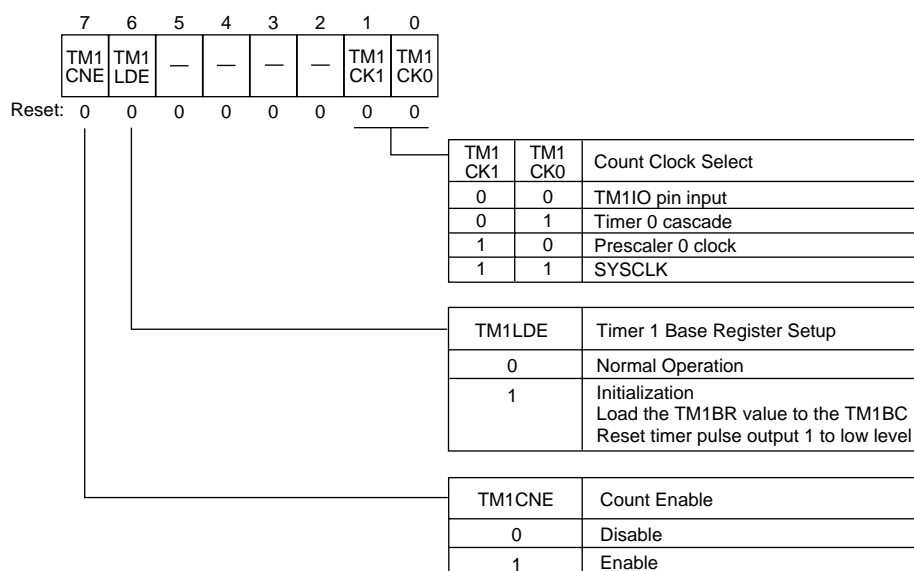 7 6 5 4 3 2 1 0
TM1 CNE TM1 LDE — — — — TM1 CK1 TM1 CK0
Reset: 0 0 0 0 0 0 0 0
TM1 CK1 TM1 CK0 Count Clock Select
0 0 TM1IO pin input
0 1 Timer 0 cascade
1 0 Prescaler 0 clock
1 1 SYSCLK
TM1LDE Timer 1 Base Register Setup
0 Normal Operation
1 Initialization
Load the TM1BR value to the TM1BC
Reset timer pulse output 1 to low level
TM1CNE Count Enable
0 Disable
1 Enable